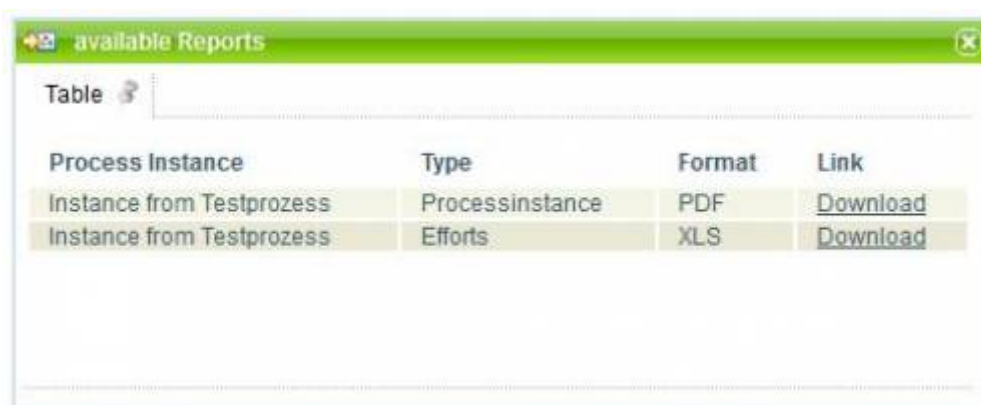 available Reports
Table
Process Instance Type Format Link
Instance from Testprozess Processinstance PDF Download
Instance from Testprozess Efforts XLS Download